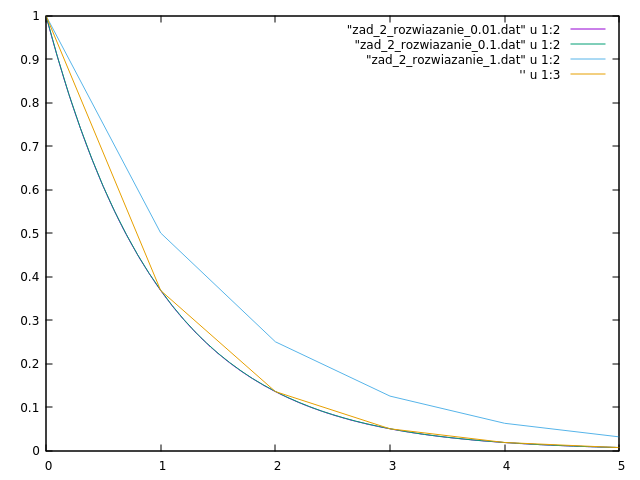 1
"zad_2_rozwiazanie_0.01.dat" u 1:2
"zad_2_rozwiazanie_0.1.dat" u 1:2
"zad_2_rozwiazanie_1.dat" u 1:2
'' u 1:3
0.9
0.8
0.7
0.6
0.5
0.4
0.3
0.2
0.1
0
0 1 2 3 4 5